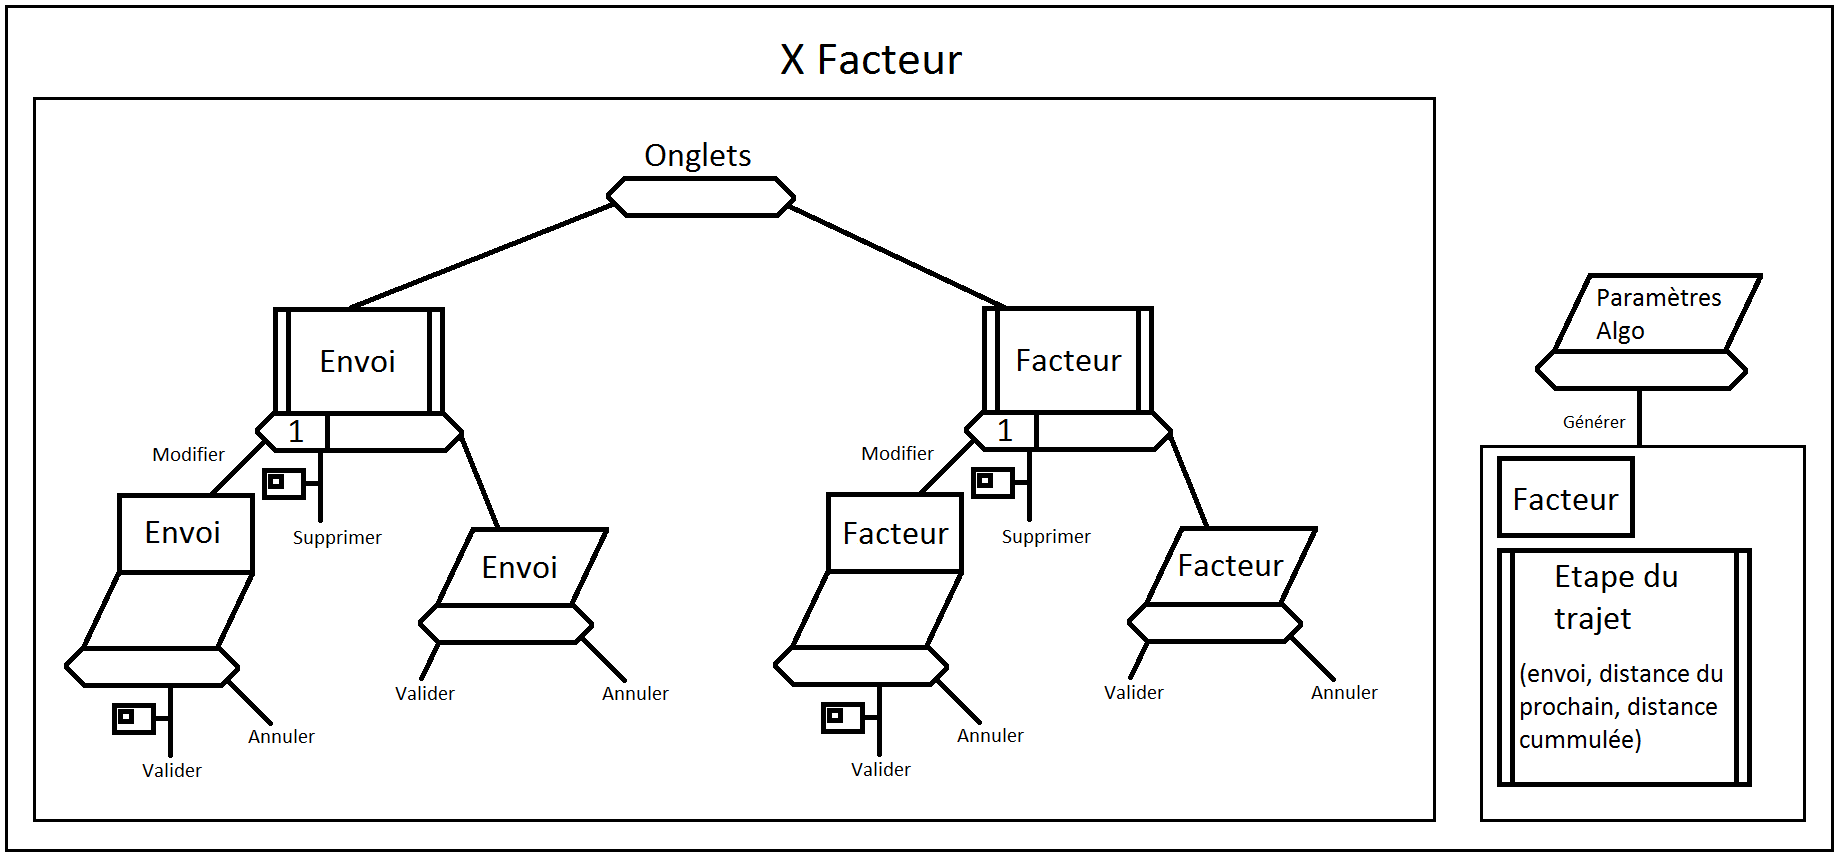 X Facteur
Onglets
Envoi
1
Modifier
Supprimer
Envoi
Valider
Annuler
Envoi
Valider
Annuler
Facteur
1
Modifier
Supprimer
Facteur
Valider
Annuler
Facteur
Valider
Annuler
Paramètres
Algo
Générer
Facteur
Etape du
trajet
(envoi, distance du
prochain, distance
cummulée)